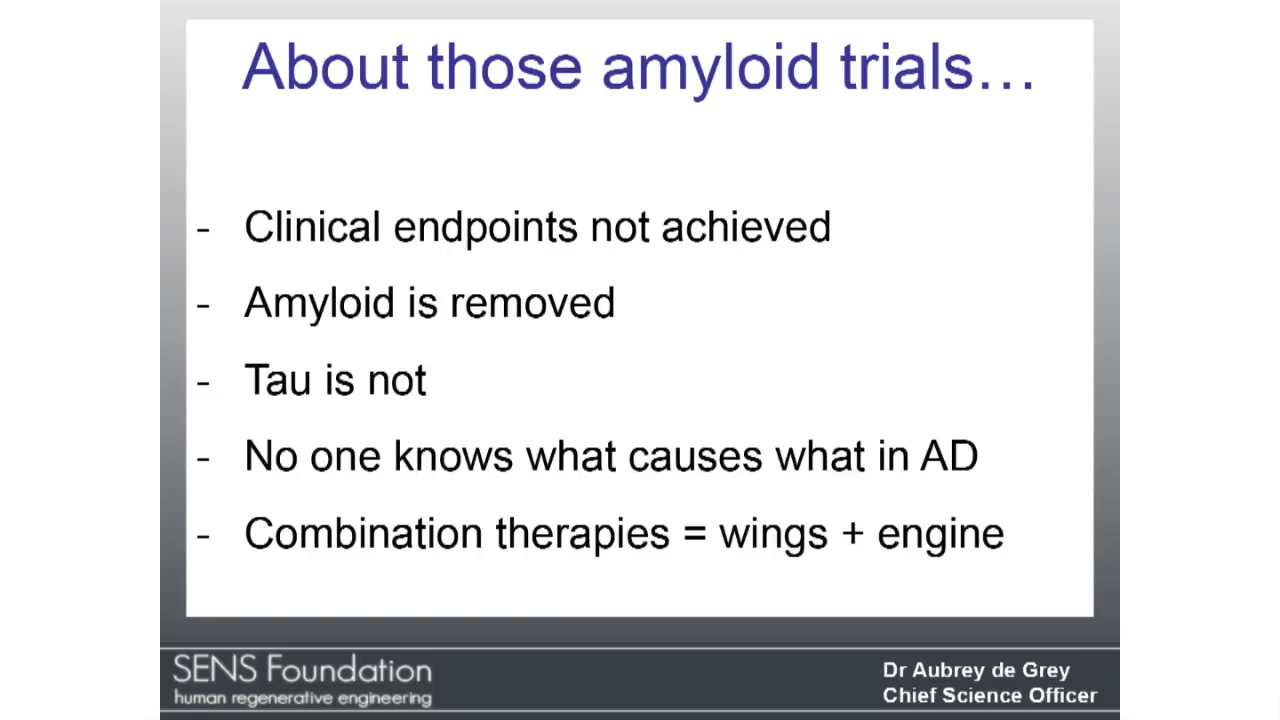 About those amyloid trials…
- Clinical endpoints not achieved
- Amyloid is removed
- Tau is not
- No one knows what causes what in AD
- Combination therapies = wings + engine
SENS Foundation
human regenerative engineering
Dr Aubrey de Grey
Chief Science Officer